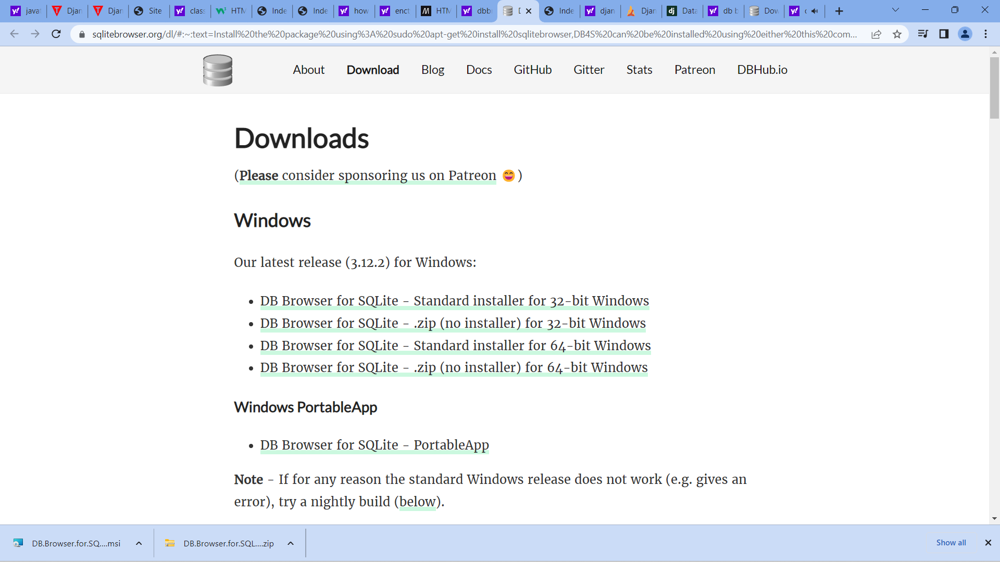 javat
Djan
Djan
Site
class
HTM
Inde
Inde
how
enct
HTM
dbb
D
Inde
djan
Djan
Data
db b
Dow
sqlitebrowser.org/dl/#:~:text=Install%20the%20package%20using%3A%20sudo%20apt-get%20install%20sqlitebrowser,DB4S%20can%20be%20installed%20using%20either%20this%20com...
About Download Blog Docs GitHub Gitter Stats Patreon DBHub.io
Downloads
(Please consider sponsoring us on Patreon 😄)
Windows
Our latest release (3.12.2) for Windows:
• DB Browser for SQLite - Standard installer for 32-bit Windows
• DB Browser for SQLite - .zip (no installer) for 32-bit Windows
• DB Browser for SQLite - Standard installer for 64-bit Windows
• DB Browser for SQLite - .zip (no installer) for 64-bit Windows
Windows PortableApp
• DB Browser for SQLite - PortableApp
Note - If for any reason the standard Windows release does not work (e.g. gives an
error), try a nightly build (below).
DB.Browser.for.SQ....msi
DB.Browser.for.SQL....zip
Show all